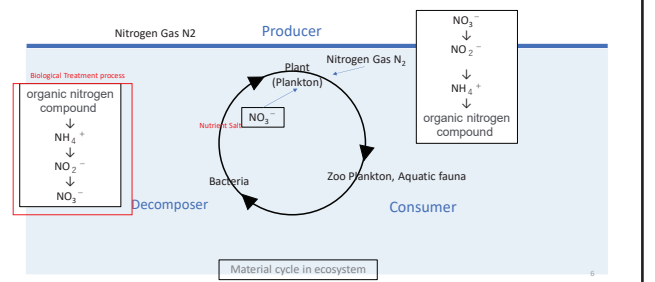 Nitrogen Gas N2
Producer
NO₃⁻
↓
NO₂⁻
↓
NH₄⁺
↓
organic nitrogen
compound
Biological Treatment process
organic nitrogen
compound
↓
NH₄⁺
↓
NO₂⁻
↓
NO₃⁻
Nitrogen Gas N₂
Plant
(Plankton)
NO₃⁻
Nutrient Salt
Bacteria
Zoo Plankton, Aquatic fauna
Decomposer
Consumer
Material cycle in ecosystem
6